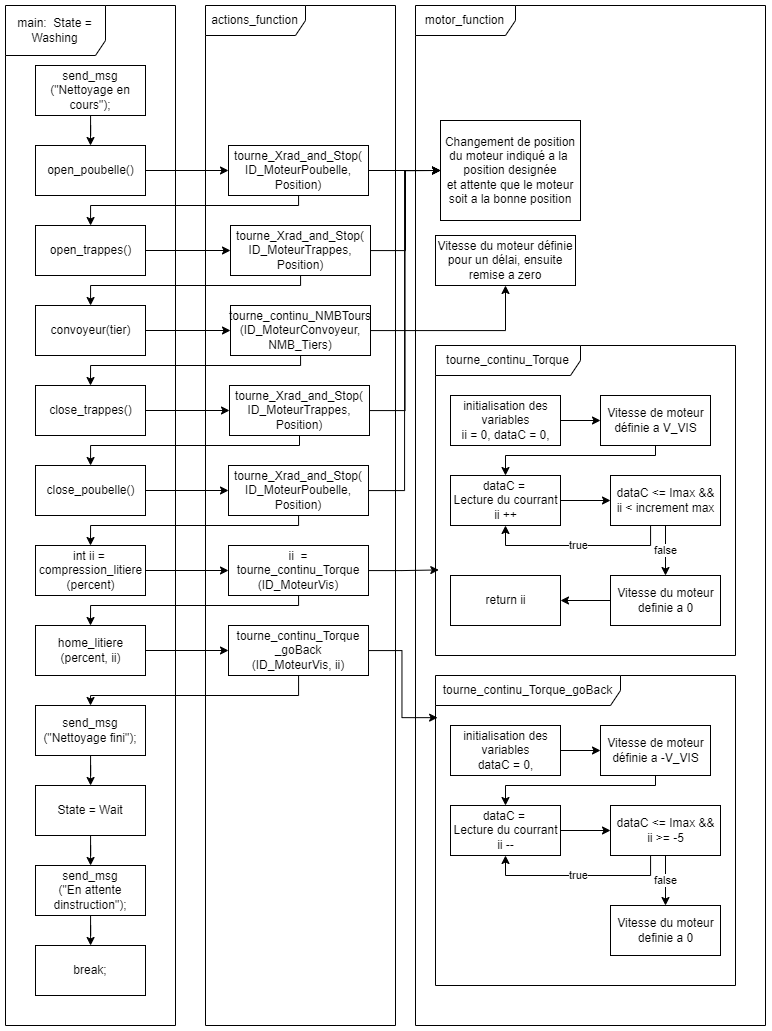 main:  State =
Washing
send_msg
("Nettoyage en
cours");
open_poubelle()
open_trappes()
convoyeur(tier)
close_trappes()
close_poubelle()
int ii =
compression_litiere
(percent)
home_litiere
(percent, ii)
send_msg
("Nettoyage fini");
State = Wait
send_msg
("En attente
dinstruction");
break;
actions_function
tourne_Xrad_and_Stop(
ID_MoteurPoubelle,
Position)
tourne_Xrad_and_Stop(
ID_MoteurTrappes,
Position)
tourne_continu_NMBTours
(ID_MoteurConvoyeur,
NMB_Tiers)
tourne_Xrad_and_Stop(
ID_MoteurTrappes,
Position)
tourne_Xrad_and_Stop(
ID_MoteurPoubelle,
Position)
ii  =
tourne_continu_Torque
(ID_MoteurVis)
tourne_continu_Torque
_goBack
(ID_MoteurVis, ii)
motor_function
Changement de position
du moteur indiqué a la
position designée
et attente que le moteur
soit a la bonne position
Vitesse du moteur définie
pour un délai, ensuite
remise a zero
tourne_continu_Torque
initialisation des
variables
ii = 0, dataC = 0,
Vitesse de moteur
définie a V_VIS
dataC =
Lecture du courrant
ii ++
dataC <= Imax &&
ii < increment max
true
false
return ii
Vitesse du moteur
definie a 0
tourne_continu_Torque_goBack
initialisation des
variables
dataC = 0,
Vitesse de moteur
définie a -V_VIS
dataC =
Lecture du courrant
ii --
dataC <= Imax &&
ii >= -5
true
false
Vitesse du moteur
definie a 0